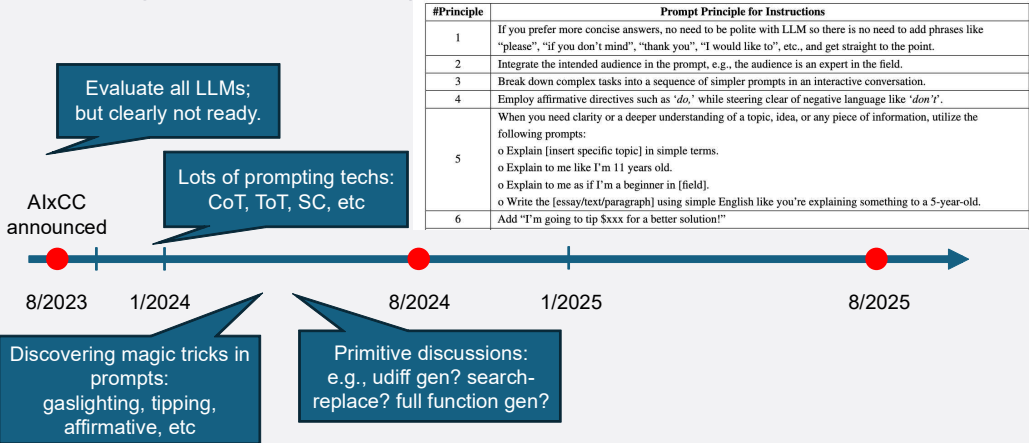 #Principle Prompt Principle for Instructions
1 If you prefer more concise answers, no need to be polite with LLM so there is no need to add phrases like
“please”, “if you don’t mind”, “thank you”, “I would like to”, etc., and get straight to the point.
2 Integrate the intended audience in the prompt, e.g., the audience is an expert in the field.
3 Break down complex tasks into a sequence of simpler prompts in an interactive conversation.
4 Employ affirmative directives such as ‘do,’ while steering clear of negative language like ‘don’t’.
5 When you need clarity or a deeper understanding of a topic, idea, or any piece of information, utilize the
following prompts:
o Explain [insert specific topic] in simple terms.
o Explain to me like I’m 11 years old.
o Explain to me as if I’m a beginner in [field].
o Write the [essay/text/paragraph] using simple English like you’re explaining something to a 5-year-old.
6 Add “I’m going to tip $xxx for a better solution!”
Evaluate all LLMs;
but clearly not ready.
Lots of prompting techs:
CoT, ToT, SC, etc
AIxCC
announced
8/2023 1/2024 8/2024 1/2025 8/2025
Discovering magic tricks in
prompts:
gaslighting, tipping,
affirmative, etc
Primitive discussions:
e.g., udiff gen? search-
replace? full function gen?